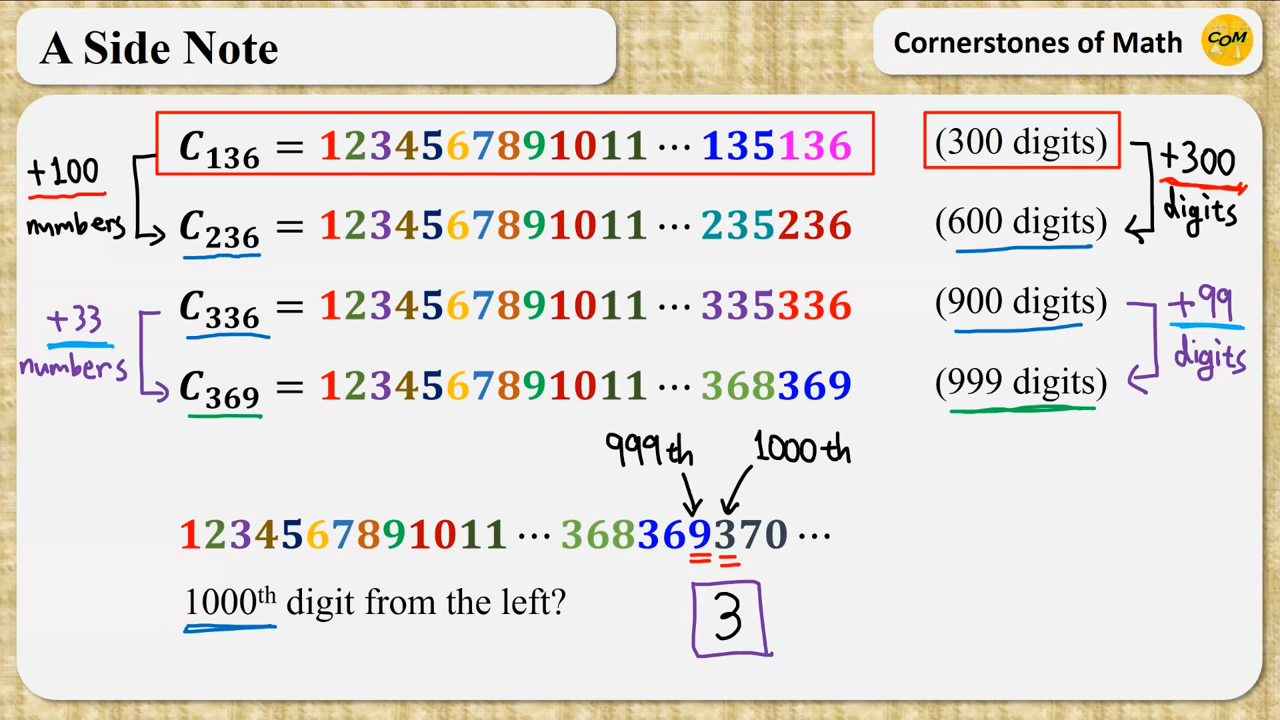 A Side Note
Cornerstones of Math COM
C₁₃₆ = 1234567891011 ⋯ 135136 (300 digits)
+100 numbers
+300 digits
C₂₃₆ = 1234567891011 ⋯ 235236 (600 digits)
C₃₃₆ = 1234567891011 ⋯ 335336 (900 digits)
+33 numbers
+99 digits
C₃₆₉ = 1234567891011 ⋯ 368369 (999 digits)
999th 1000th
1234567891011 ⋯ 368369370 ⋯
1000th digit from the left? 3